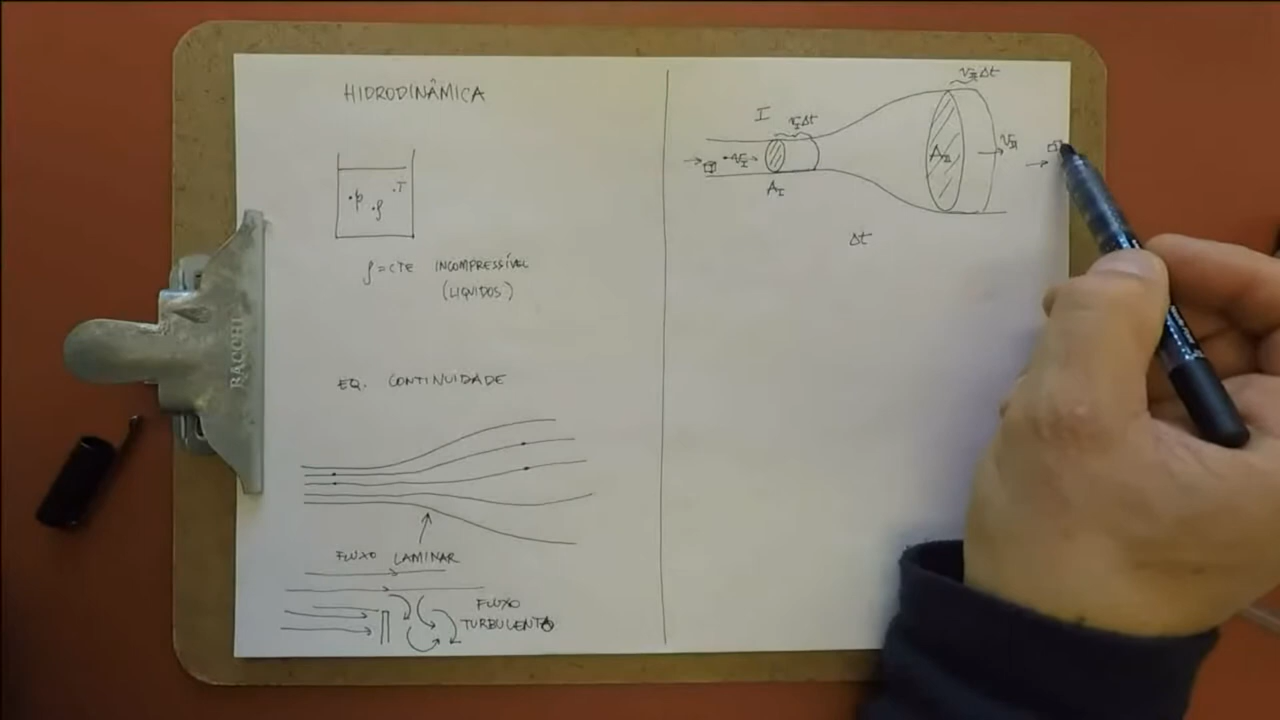 HIDRODINÂMICA
p ρ T
ρ = CTE INCOMPRESSÍVEL
(LIQUIDOS)
EQ. CONTINUIDADE
FLUXO LAMINAR
FLUXO
TURBULENTO
I
v_I Δt
v_I
A_I
v_II Δt
A_II
v_II
Δt
BACCHI